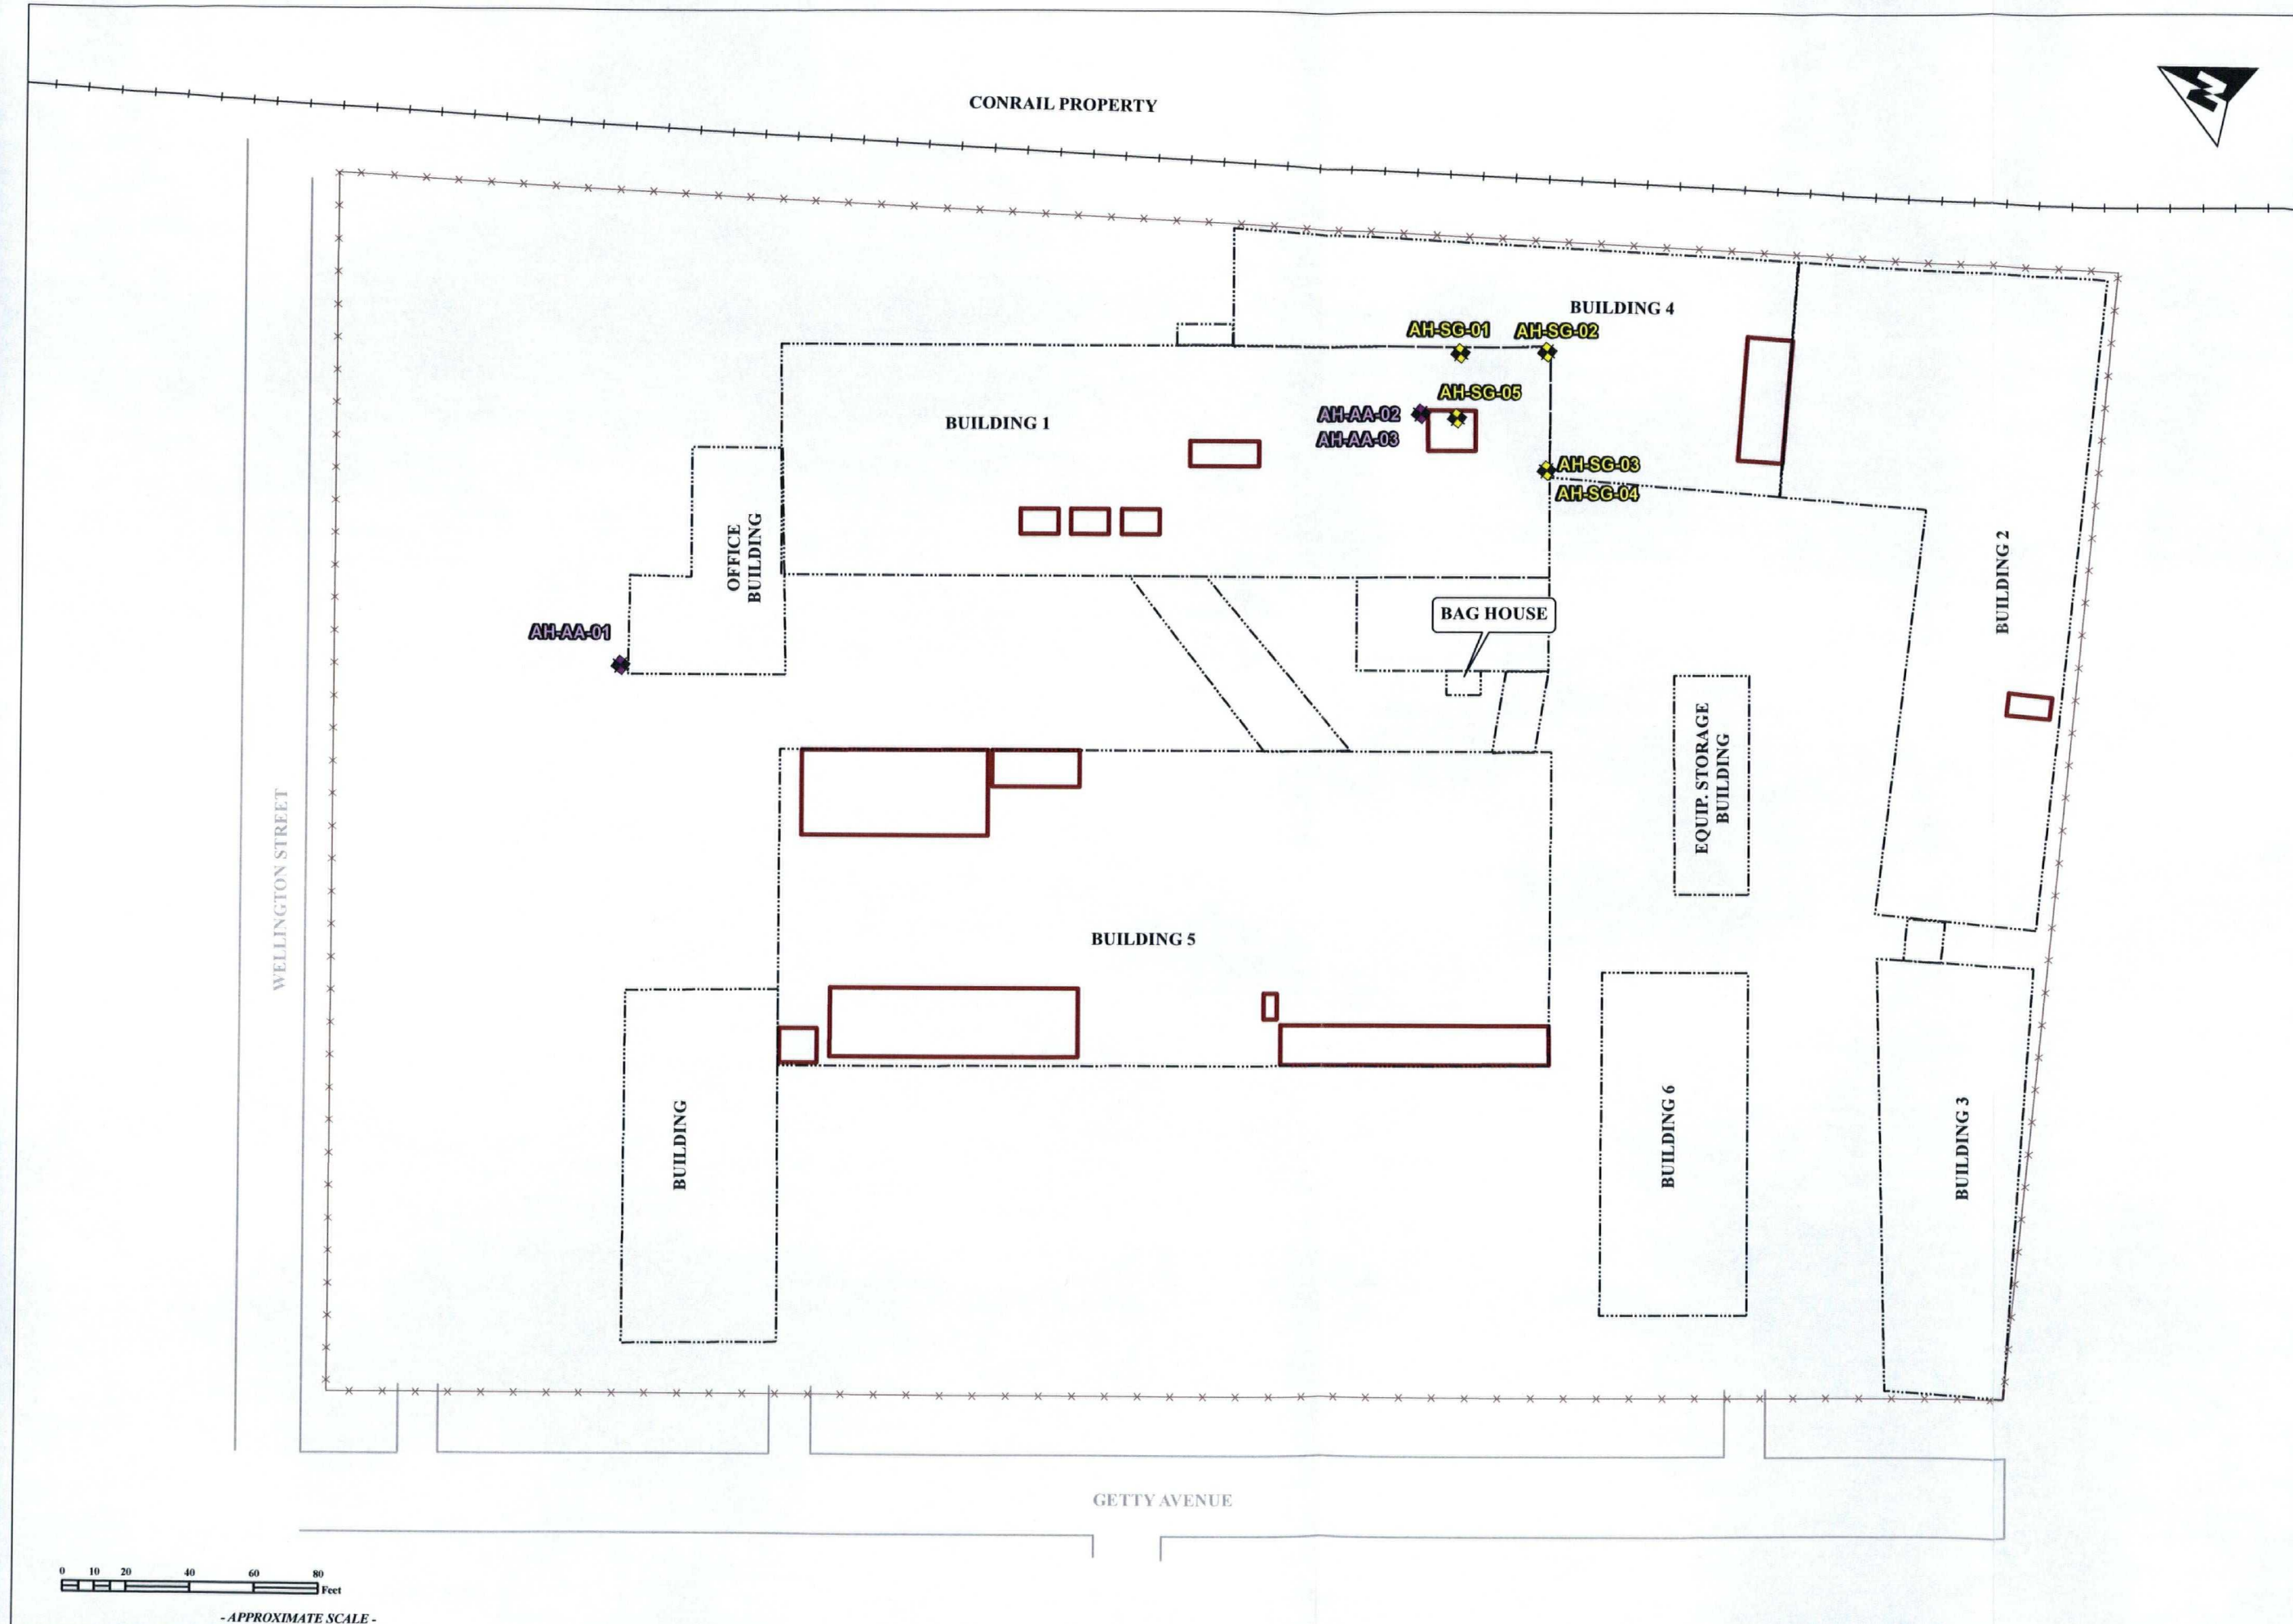 CONRAIL PROPERTY
N
BUILDING 4
AH-SG-01
AH-SG-02
AH-SG-05
AH-AA-02
AH-AA-03
BUILDING 1
AH-SG-03
AH-SG-04
OFFICE
BUILDING
BUILDING 2
BAG HOUSE
AH-AA-01
EQUIP. STORAGE
BUILDING
WELLINGTON STREET
BUILDING 5
BUILDING
BUILDING 6
BUILDING 3
GETTY AVENUE
0 10 20 40 60 80
Feet
- APPROXIMATE SCALE -